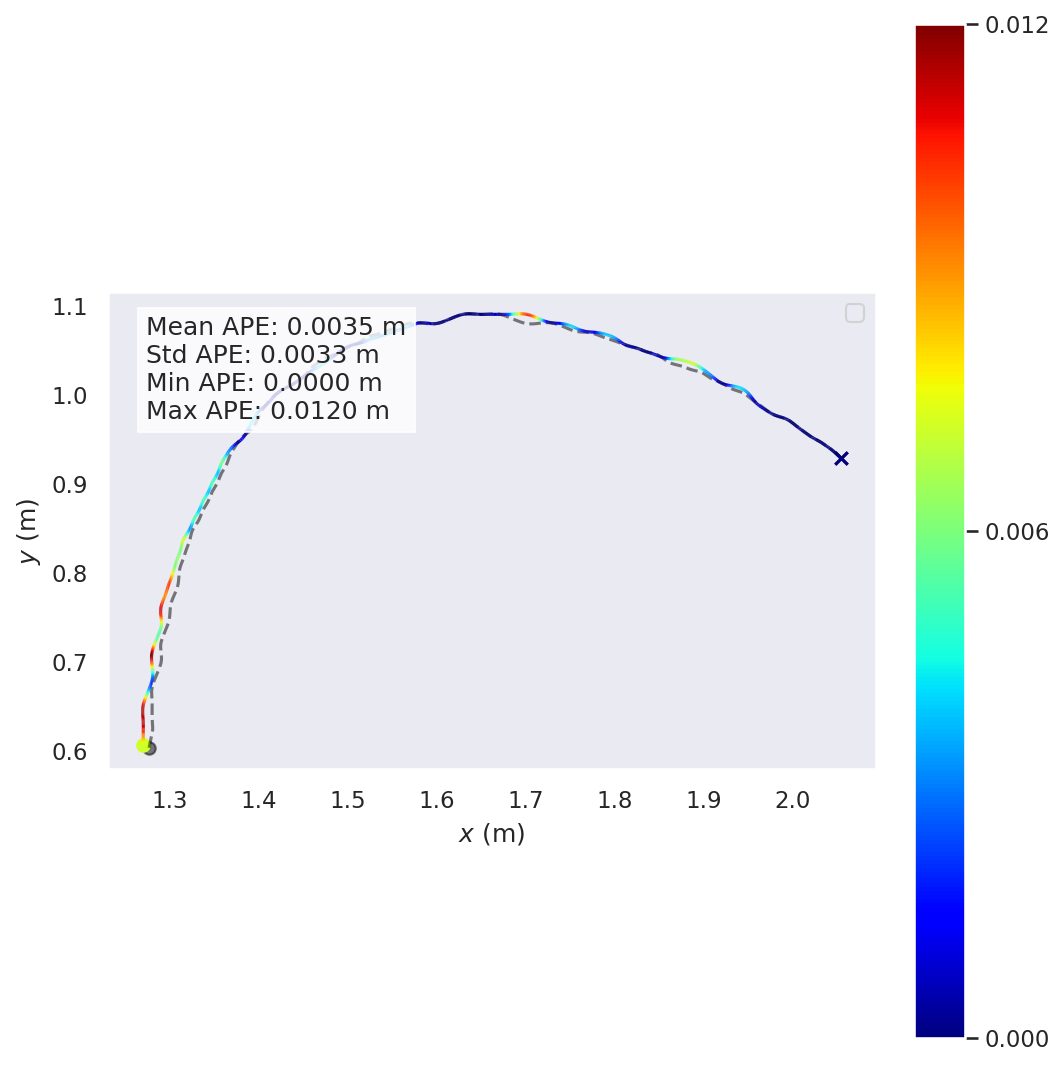 Mean APE: 0.0035 m
Std APE: 0.0033 m
Min APE: 0.0000 m
Max APE: 0.0120 m
1.1
1.0
0.9
0.8
0.7
0.6
y (m)
1.3 1.4 1.5 1.6 1.7 1.8 1.9 2.0
x (m)
0.012
0.006
0.000